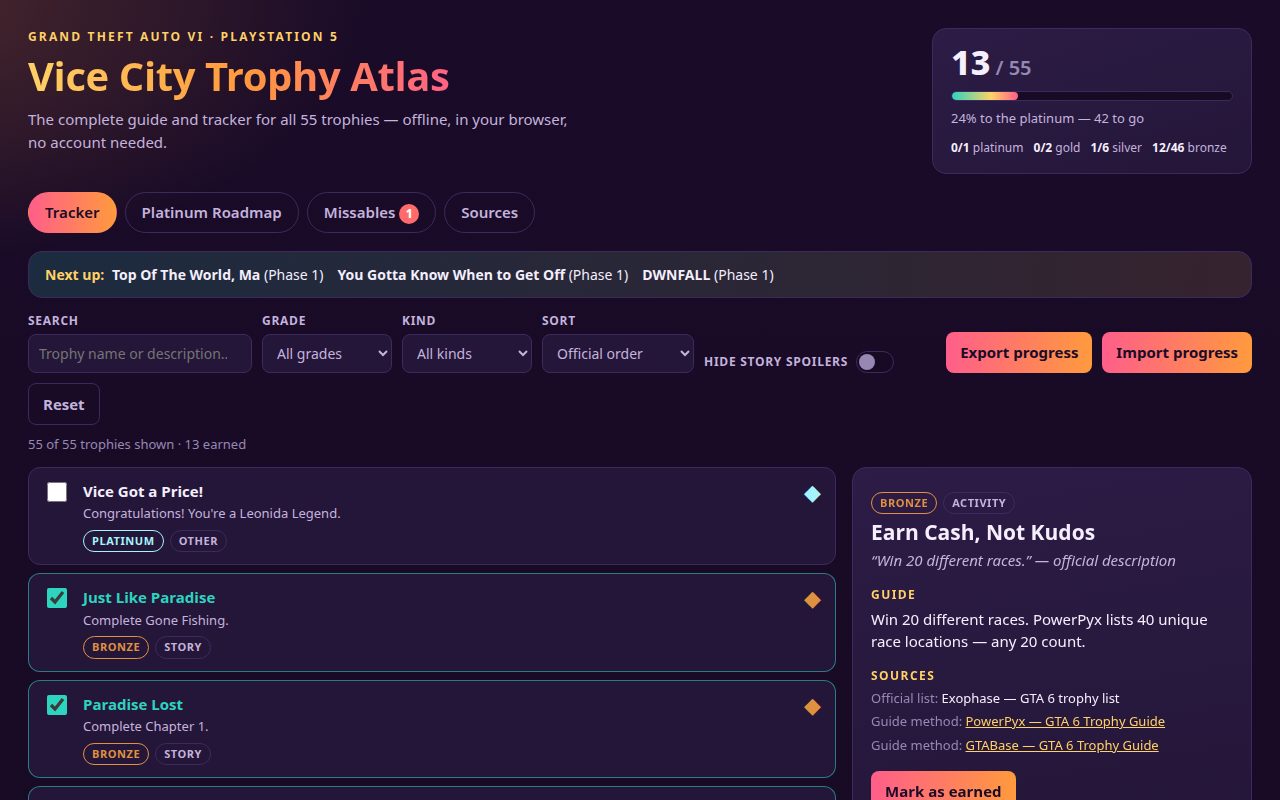 GRAND THEFT AUTO VI · PLAYSTATION 5
Vice City Trophy Atlas
The complete guide and tracker for all 55 trophies — offline, in your browser,
no account needed.
13 / 55
24% to the platinum — 42 to go
0/1 platinum 0/2 gold 1/6 silver 12/46 bronze
Tracker
Platinum Roadmap
Missables 1
Sources
Next up: Top Of The World, Ma (Phase 1) You Gotta Know When to Get Off (Phase 1) DWNFALL (Phase 1)
SEARCH
Trophy name or description..
GRADE
All grades
KIND
All kinds
SORT
Official order
HIDE STORY SPOILERS
Export progress
Import progress
Reset
55 of 55 trophies shown · 13 earned
Vice Got a Price!
Congratulations! You're a Leonida Legend.
PLATINUM OTHER
Just Like Paradise
Complete Gone Fishing.
BRONZE STORY
Paradise Lost
Complete Chapter 1.
BRONZE STORY
BRONZE ACTIVITY
Earn Cash, Not Kudos
“Win 20 different races.” — official description
GUIDE
Win 20 different races. PowerPyx lists 40 unique
race locations — any 20 count.
SOURCES
Official list: Exophase — GTA 6 trophy list
Guide method: PowerPyx — GTA 6 Trophy Guide
Guide method: GTABase — GTA 6 Trophy Guide
Mark as earned